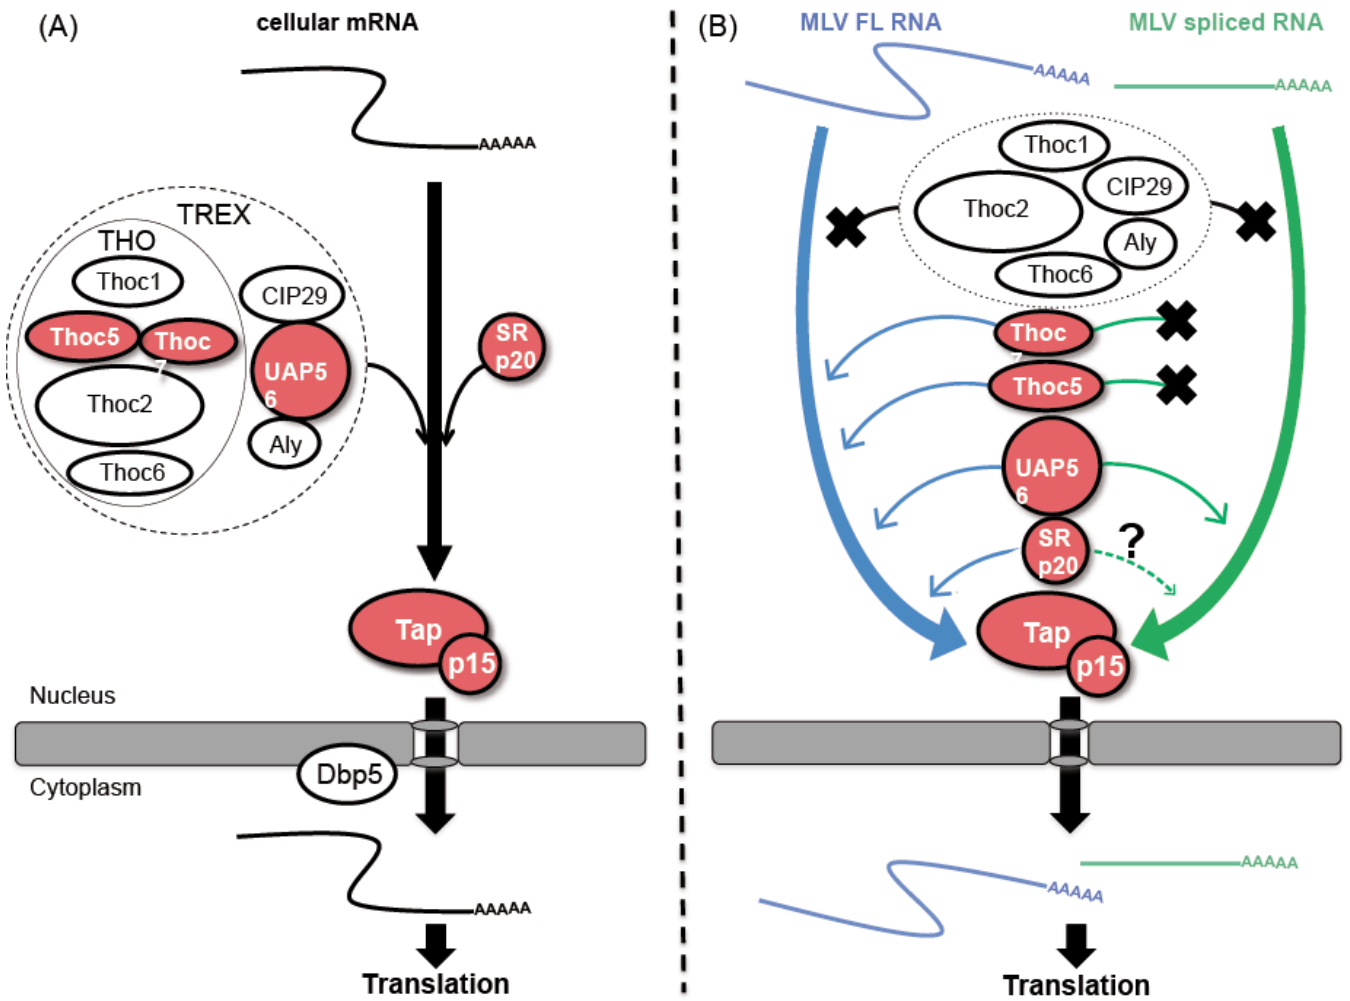 (A)
cellular mRNA
AAAAA
TREX
THO
Thoc1
CIP29
Thoc5
Thoc
7
UAP5
6
SR
p20
Thoc2
Aly
Thoc6
Tap
p15
Nucleus
Dbp5
Cytoplasm
AAAAA
Translation
(B)
MLV FL RNA
MLV spliced RNA
AAAAA
AAAAA
Thoc1
CIP29
Thoc2
Aly
Thoc6
Thoc
7
Thoc5
UAP5
6
SR
p20
?
Tap
p15
AAAAA
AAAAA
Translation